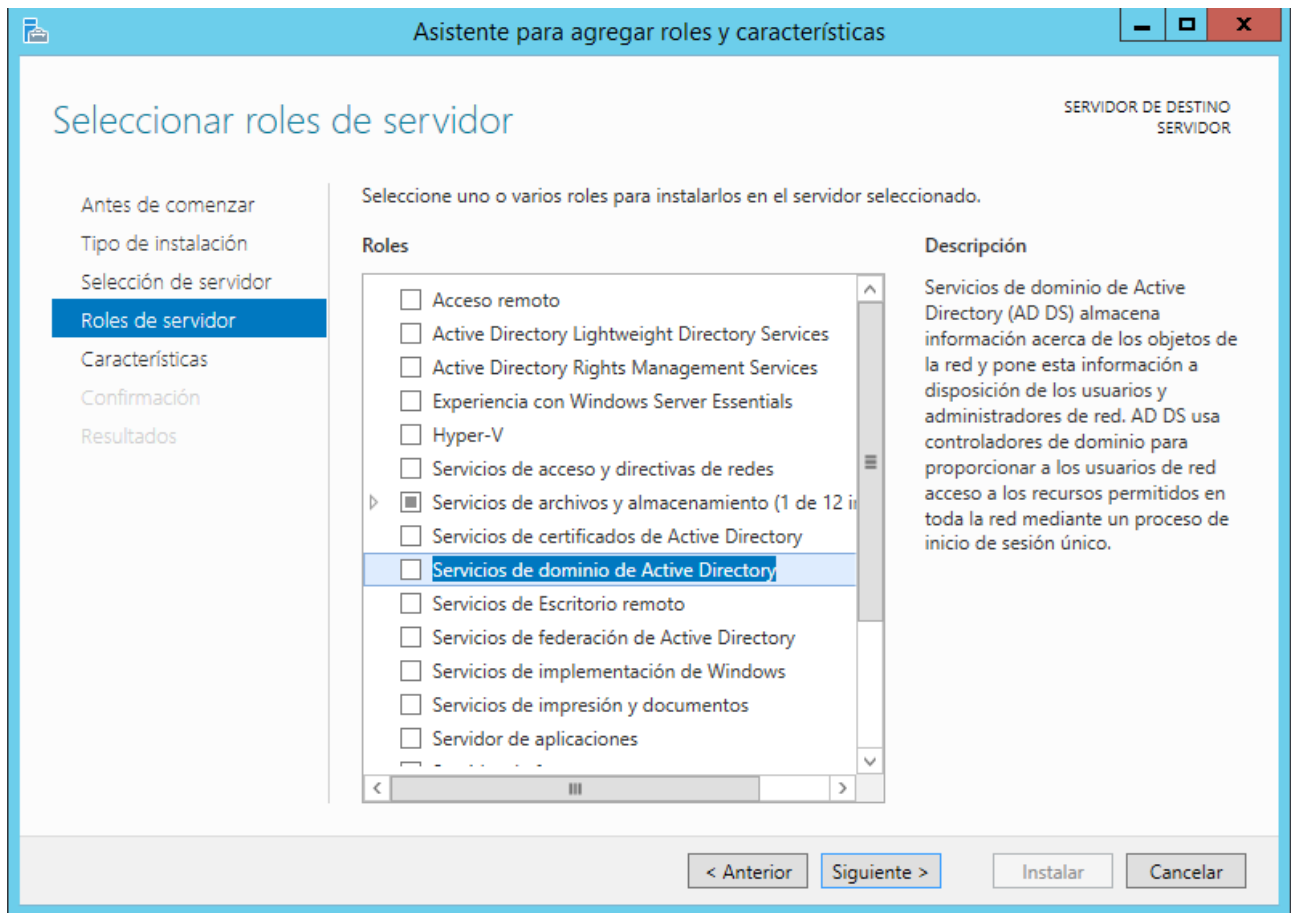 Asistente para agregar roles y características
Seleccionar roles de servidor
SERVIDOR DE DESTINO
SERVIDOR
Antes de comenzar
Tipo de instalación
Selección de servidor
Roles de servidor
Características
Confirmación
Resultados
Seleccione uno o varios roles para instalarlos en el servidor seleccionado.
Roles
Acceso remoto
Active Directory Lightweight Directory Services
Active Directory Rights Management Services
Experiencia con Windows Server Essentials
Hyper-V
Servicios de acceso y directivas de redes
Servicios de archivos y almacenamiento (1 de 12
Servicios de certificados de Active Directory
Servicios de dominio de Active Directory
Servicios de Escritorio remoto
Servicios de federación de Active Directory
Servicios de implementación de Windows
Servicios de impresión y documentos
Servidor de aplicaciones
Descripción
Servicios de dominio de Active
Directory (AD DS) almacena
información acerca de los objetos de
la red y pone esta información a
disposición de los usuarios y
administradores de red. AD DS usa
controladores de dominio para
proporcionar a los usuarios de red
acceso a los recursos permitidos en
toda la red mediante un proceso de
inicio de sesión único.
< Anterior
Siguiente >
Instalar
Cancelar